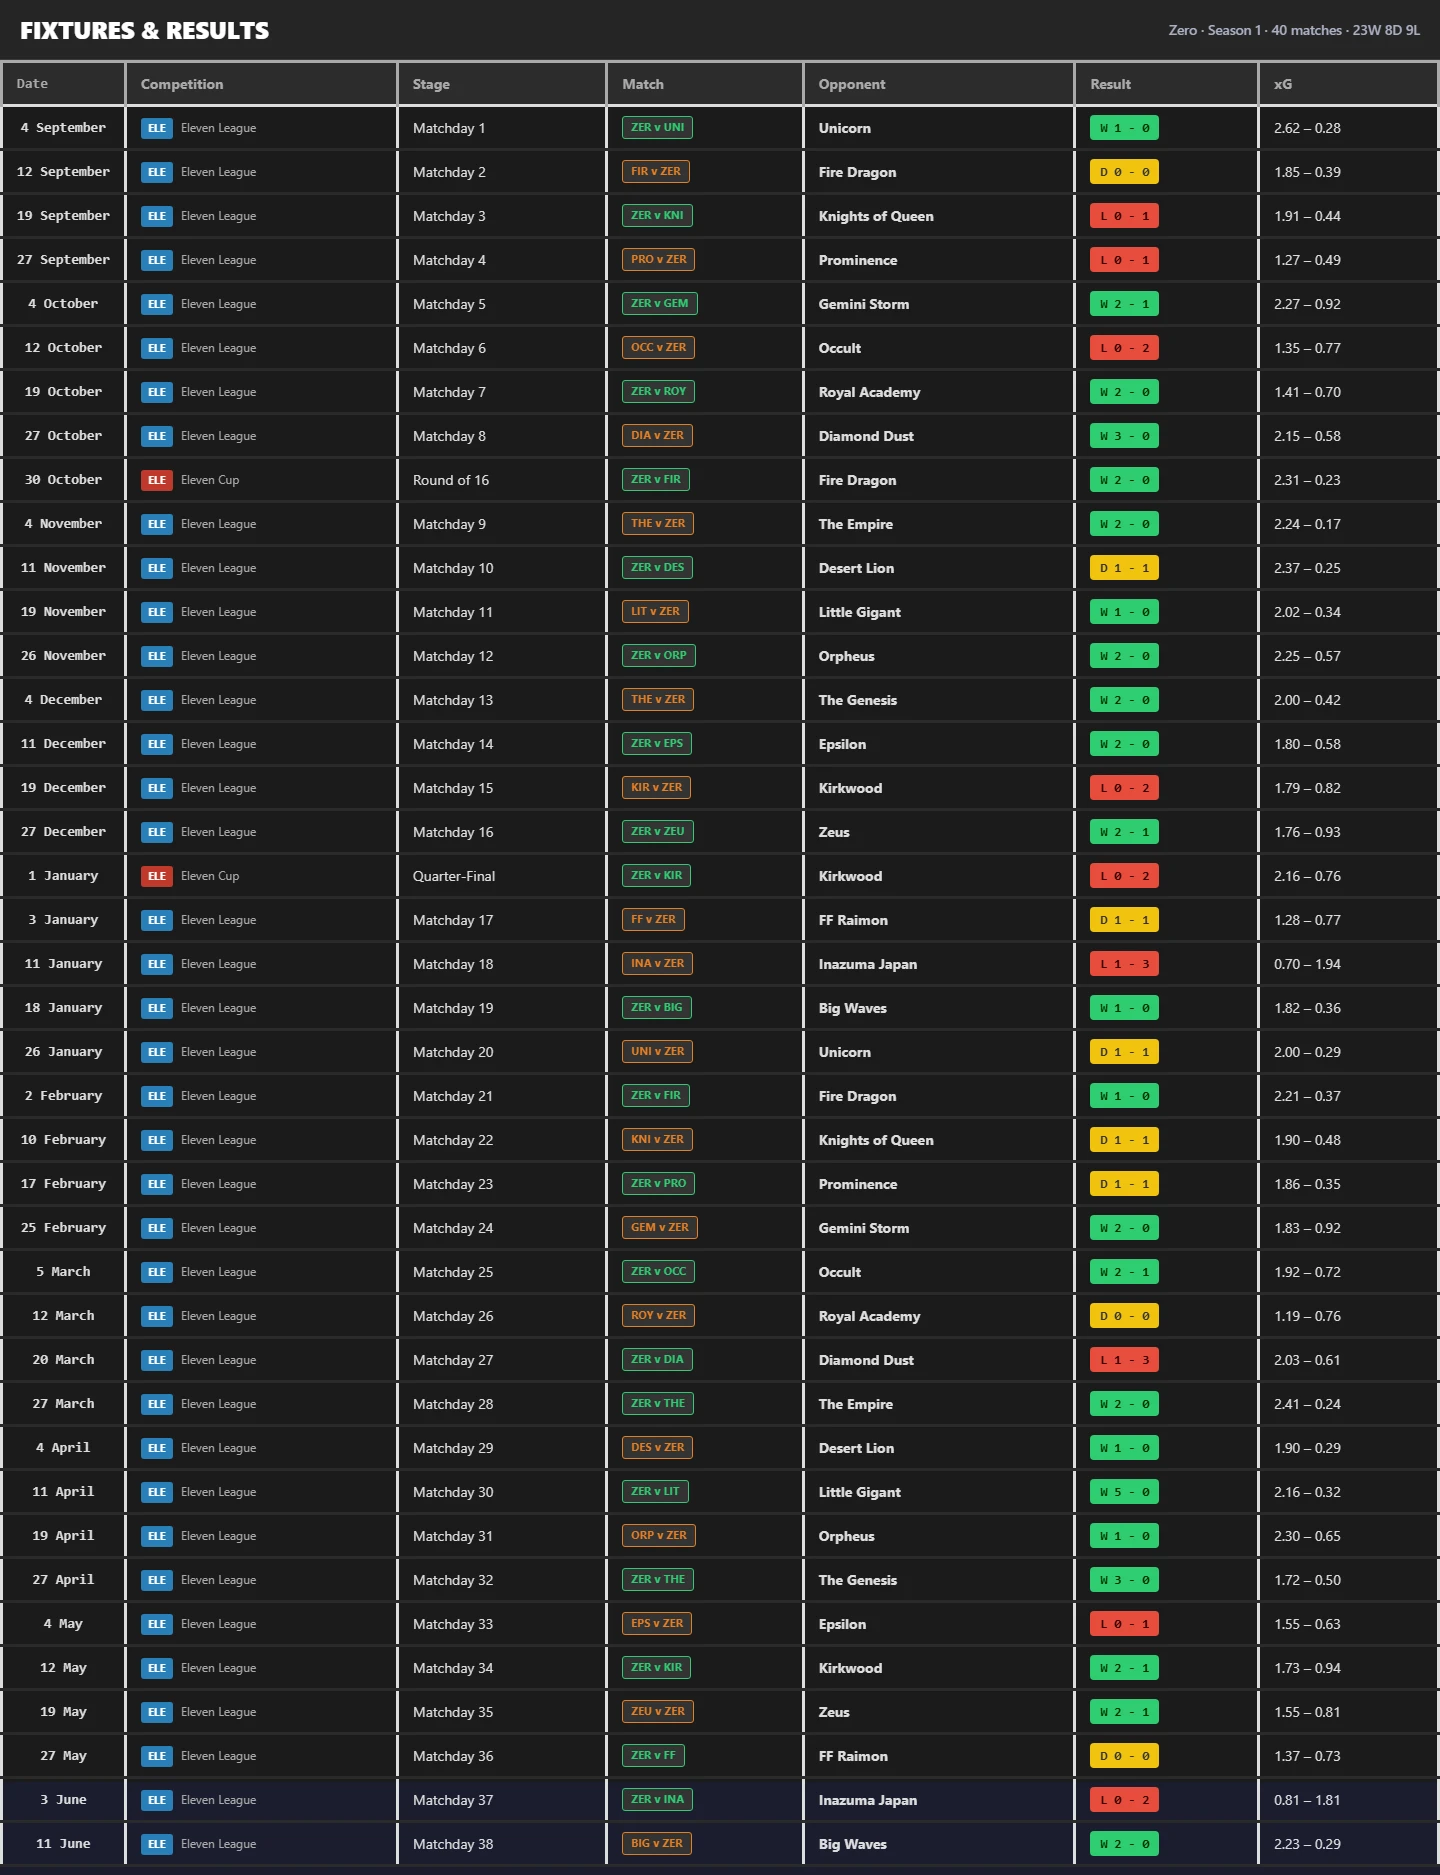 FIXTURES & RESULTS
Zero · Season 1 · 40 matches · 23W 8D 9L
Date Competition Stage Match Opponent Result xG
4 September ELE Eleven League Matchday 1 ZER v UNI Unicorn W 1 - 0 2.62 – 0.28
12 September ELE Eleven League Matchday 2 FIR v ZER Fire Dragon D 0 - 0 1.85 – 0.39
19 September ELE Eleven League Matchday 3 ZER v KNI Knights of Queen L 0 - 1 1.91 – 0.44
27 September ELE Eleven League Matchday 4 PRO v ZER Prominence L 0 - 1 1.27 – 0.49
4 October ELE Eleven League Matchday 5 ZER v GEM Gemini Storm W 2 - 1 2.27 – 0.92
12 October ELE Eleven League Matchday 6 OCC v ZER Occult L 0 - 2 1.35 – 0.77
19 October ELE Eleven League Matchday 7 ZER v ROY Royal Academy W 2 - 0 1.41 – 0.70
27 October ELE Eleven League Matchday 8 DIA v ZER Diamond Dust W 3 - 0 2.15 – 0.58
30 October ELE Eleven Cup Round of 16 ZER v FIR Fire Dragon W 2 - 0 2.31 – 0.23
4 November ELE Eleven League Matchday 9 THE v ZER The Empire W 2 - 0 2.24 – 0.17
11 November ELE Eleven League Matchday 10 ZER v DES Desert Lion D 1 - 1 2.37 – 0.25
19 November ELE Eleven League Matchday 11 LIT v ZER Little Gigant W 1 - 0 2.02 – 0.34
26 November ELE Eleven League Matchday 12 ZER v ORP Orpheus W 2 - 0 2.25 – 0.57
4 December ELE Eleven League Matchday 13 THE v ZER The Genesis W 2 - 0 2.00 – 0.42
11 December ELE Eleven League Matchday 14 ZER v EPS Epsilon W 2 - 0 1.80 – 0.58
19 December ELE Eleven League Matchday 15 KIR v ZER Kirkwood L 0 - 2 1.79 – 0.82
27 December ELE Eleven League Matchday 16 ZER v ZEU Zeus W 2 - 1 1.76 – 0.93
1 January ELE Eleven Cup Quarter-Final ZER v KIR Kirkwood L 0 - 2 2.16 – 0.76
3 January ELE Eleven League Matchday 17 FF v ZER FF Raimon D 1 - 1 1.28 – 0.77
11 January ELE Eleven League Matchday 18 INA v ZER Inazuma Japan L 1 - 3 0.70 – 1.94
18 January ELE Eleven League Matchday 19 ZER v BIG Big Waves W 1 - 0 1.82 – 0.36
26 January ELE Eleven League Matchday 20 UNI v ZER Unicorn D 1 - 1 2.00 – 0.29
2 February ELE Eleven League Matchday 21 ZER v FIR Fire Dragon W 1 - 0 2.21 – 0.37
10 February ELE Eleven League Matchday 22 KNI v ZER Knights of Queen D 1 - 1 1.90 – 0.48
17 February ELE Eleven League Matchday 23 ZER v PRO Prominence D 1 - 1 1.86 – 0.35
25 February ELE Eleven League Matchday 24 GEM v ZER Gemini Storm W 2 - 0 1.83 – 0.92
5 March ELE Eleven League Matchday 25 ZER v OCC Occult W 2 - 1 1.92 – 0.72
12 March ELE Eleven League Matchday 26 ROY v ZER Royal Academy D 0 - 0 1.19 – 0.76
20 March ELE Eleven League Matchday 27 ZER v DIA Diamond Dust L 1 - 3 2.03 – 0.61
27 March ELE Eleven League Matchday 28 ZER v THE The Empire W 2 - 0 2.41 – 0.24
4 April ELE Eleven League Matchday 29 DES v ZER Desert Lion W 1 - 0 1.90 – 0.29
11 April ELE Eleven League Matchday 30 ZER v LIT Little Gigant W 5 - 0 2.16 – 0.32
19 April ELE Eleven League Matchday 31 ORP v ZER Orpheus W 1 - 0 2.30 – 0.65
27 April ELE Eleven League Matchday 32 ZER v THE The Genesis W 3 - 0 1.72 – 0.50
4 May ELE Eleven League Matchday 33 EPS v ZER Epsilon L 0 - 1 1.55 – 0.63
12 May ELE Eleven League Matchday 34 ZER v KIR Kirkwood W 2 - 1 1.73 – 0.94
19 May ELE Eleven League Matchday 35 ZEU v ZER Zeus W 2 - 1 1.55 – 0.81
27 May ELE Eleven League Matchday 36 ZER v FF FF Raimon D 0 - 0 1.37 – 0.73
3 June ELE Eleven League Matchday 37 ZER v INA Inazuma Japan L 0 - 2 0.81 – 1.81
11 June ELE Eleven League Matchday 38 BIG v ZER Big Waves W 2 - 0 2.23 – 0.29